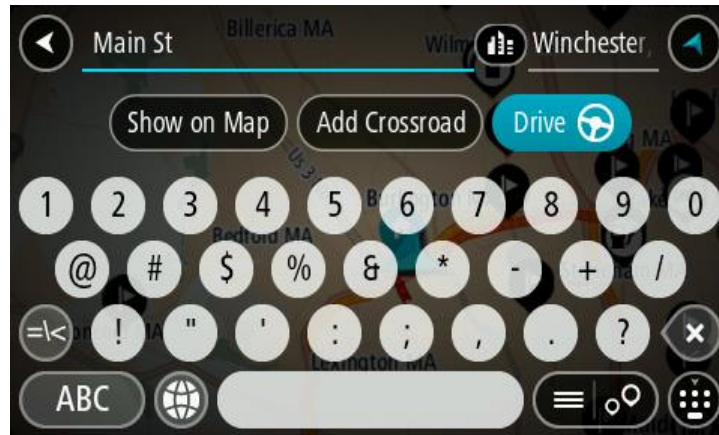 Main St
Winchester,
Billerica MA
Show on Map
Add Crossroad
Drive
1 2 3 4 5 6 7 8 9 0
@ # $ % & * - + /
Bedford MA
=\< ! " ' : ; , . ?
Lexington MA
ABC